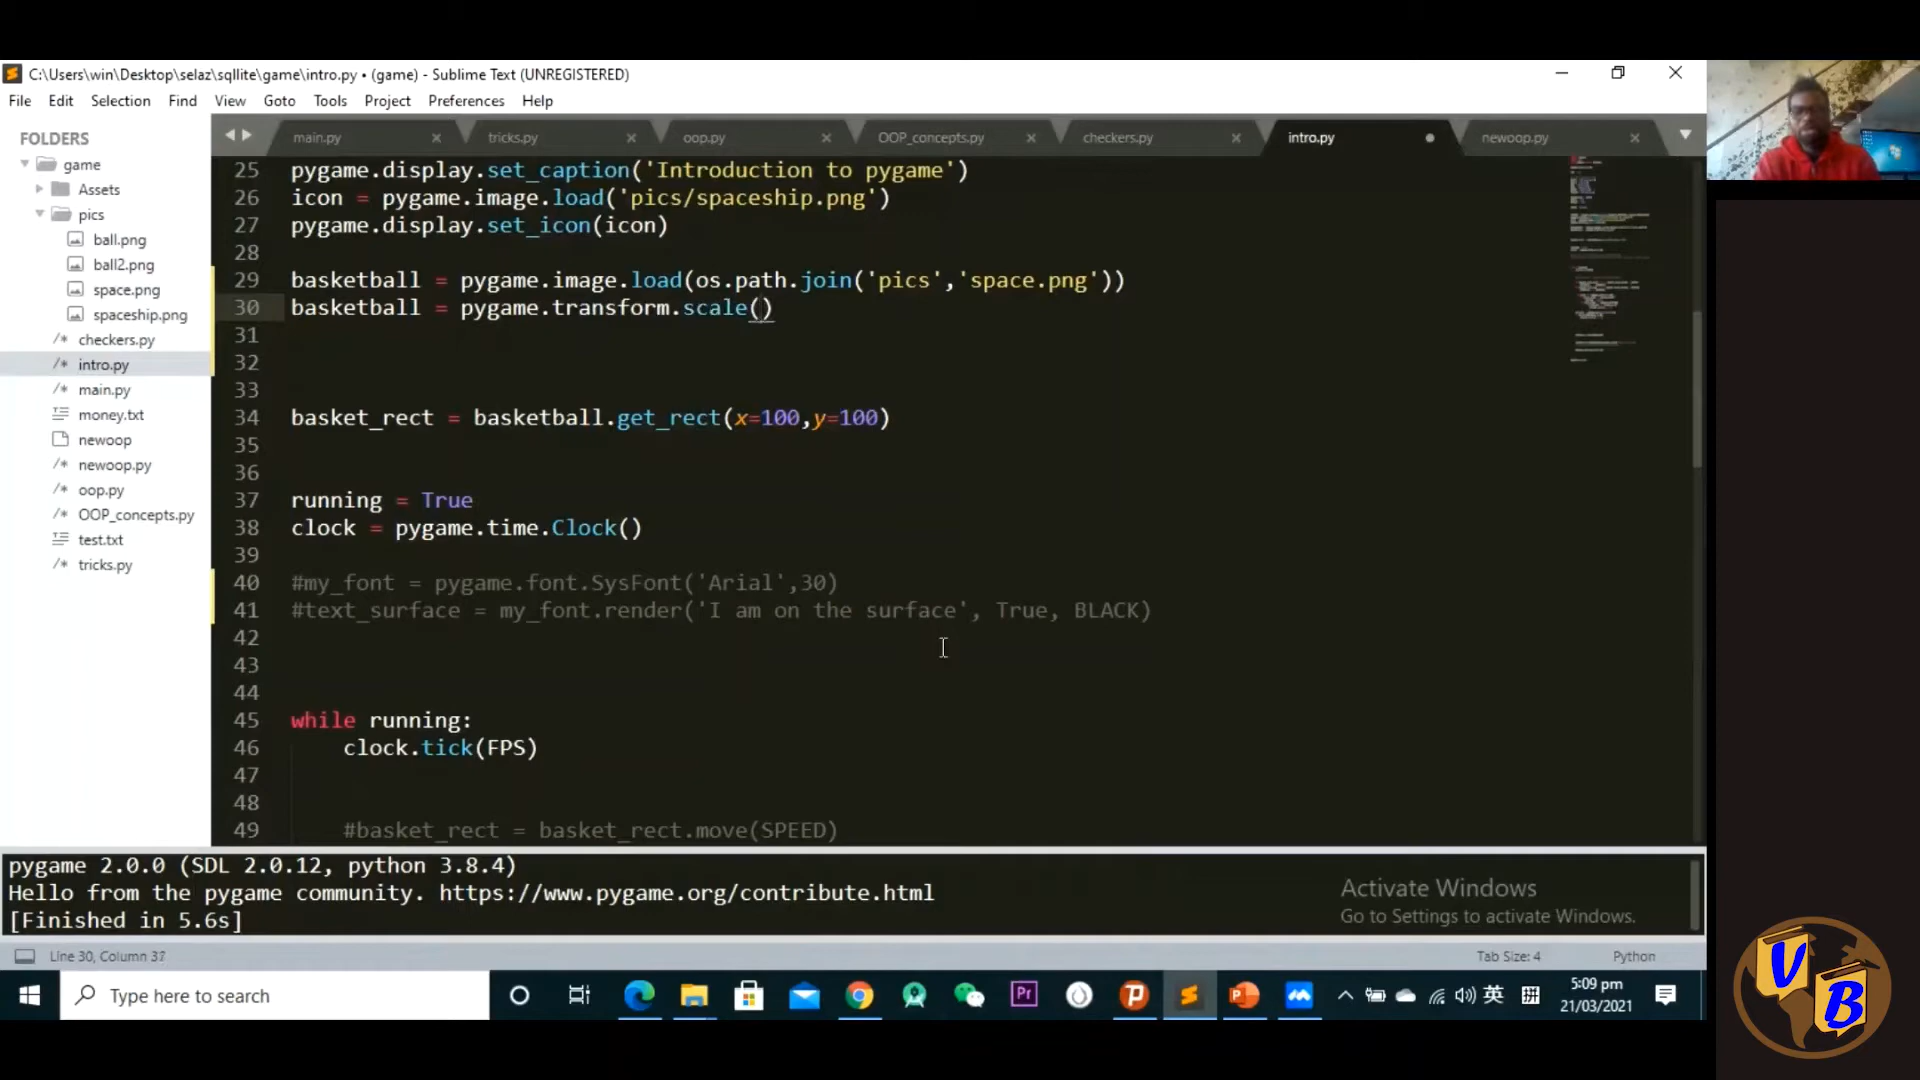 C:\Users\win\Desktop\selaz\sqllite\game\intro.py • (game) - Sublime Text (UNREGISTERED)
File Edit Selection Find View Goto Tools Project Preferences Help
FOLDERS
game
Assets
pics
ball.png
ball2.png
space.png
spaceship.png
checkers.py
intro.py
main.py
money.txt
newoop
newoop.py
oop.py
OOP_concepts.py
test.txt
tricks.py
main.py tricks.py oop.py OOP_concepts.py checkers.py intro.py newoop.py
25 pygame.display.set_caption('Introduction to pygame')
26 icon = pygame.image.load('pics/spaceship.png')
27 pygame.display.set_icon(icon)
28
29 basketball = pygame.image.load(os.path.join('pics','space.png'))
30 basketball = pygame.transform.scale()
31
32
33
34 basket_rect = basketball.get_rect(x=100,y=100)
35
36
37 running = True
38 clock = pygame.time.Clock()
39
40 #my_font = pygame.font.SysFont('Arial',30)
41 #text_surface = my_font.render('I am on the surface', True, BLACK)
42
43
44
45 while running:
46 clock.tick(FPS)
47
48
49 #basket_rect = basket_rect.move(SPEED)
pygame 2.0.0 (SDL 2.0.12, python 3.8.4)
Hello from the pygame community. https://www.pygame.org/contribute.html
[Finished in 5.6s]
Activate Windows
Go to Settings to activate Windows.
Line 30, Column 37
Tab Size: 4 Python
Type here to search
Pr
英
拼
5:09 pm
21/03/2021
V
B